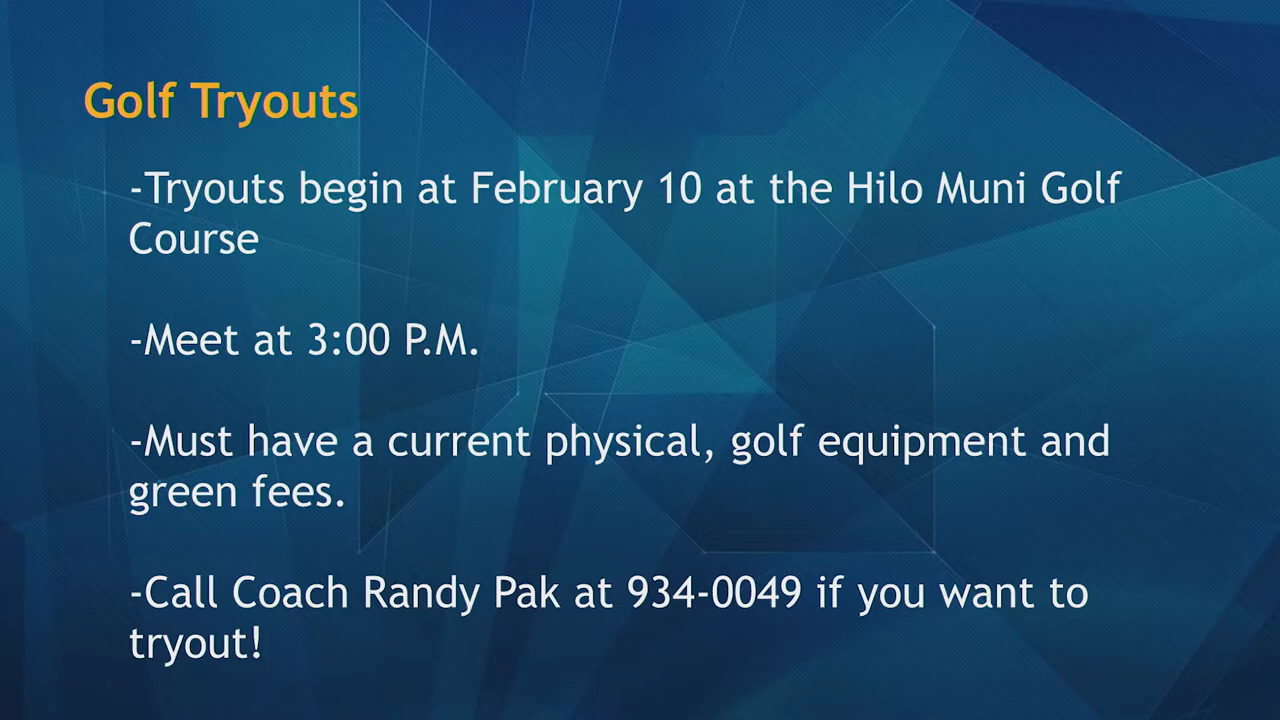 Golf Tryouts
-Tryouts begin at February 10 at the Hilo Muni Golf
Course
-Meet at 3:00 P.M.
-Must have a current physical, golf equipment and
green fees.
-Call Coach Randy Pak at 934-0049 if you want to
tryout!